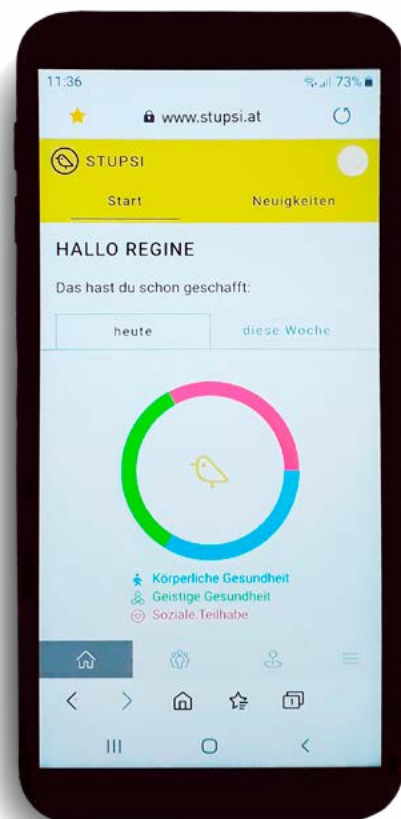 11:36 73%
www.stupsi.at
STUPSI
Start Neuigkeiten
HALLO REGINE
Das hast du schon geschafft:
heute diese Woche
Körperliche Gesundheit
Geistige Gesundheit
Soziale Teilhabe
1